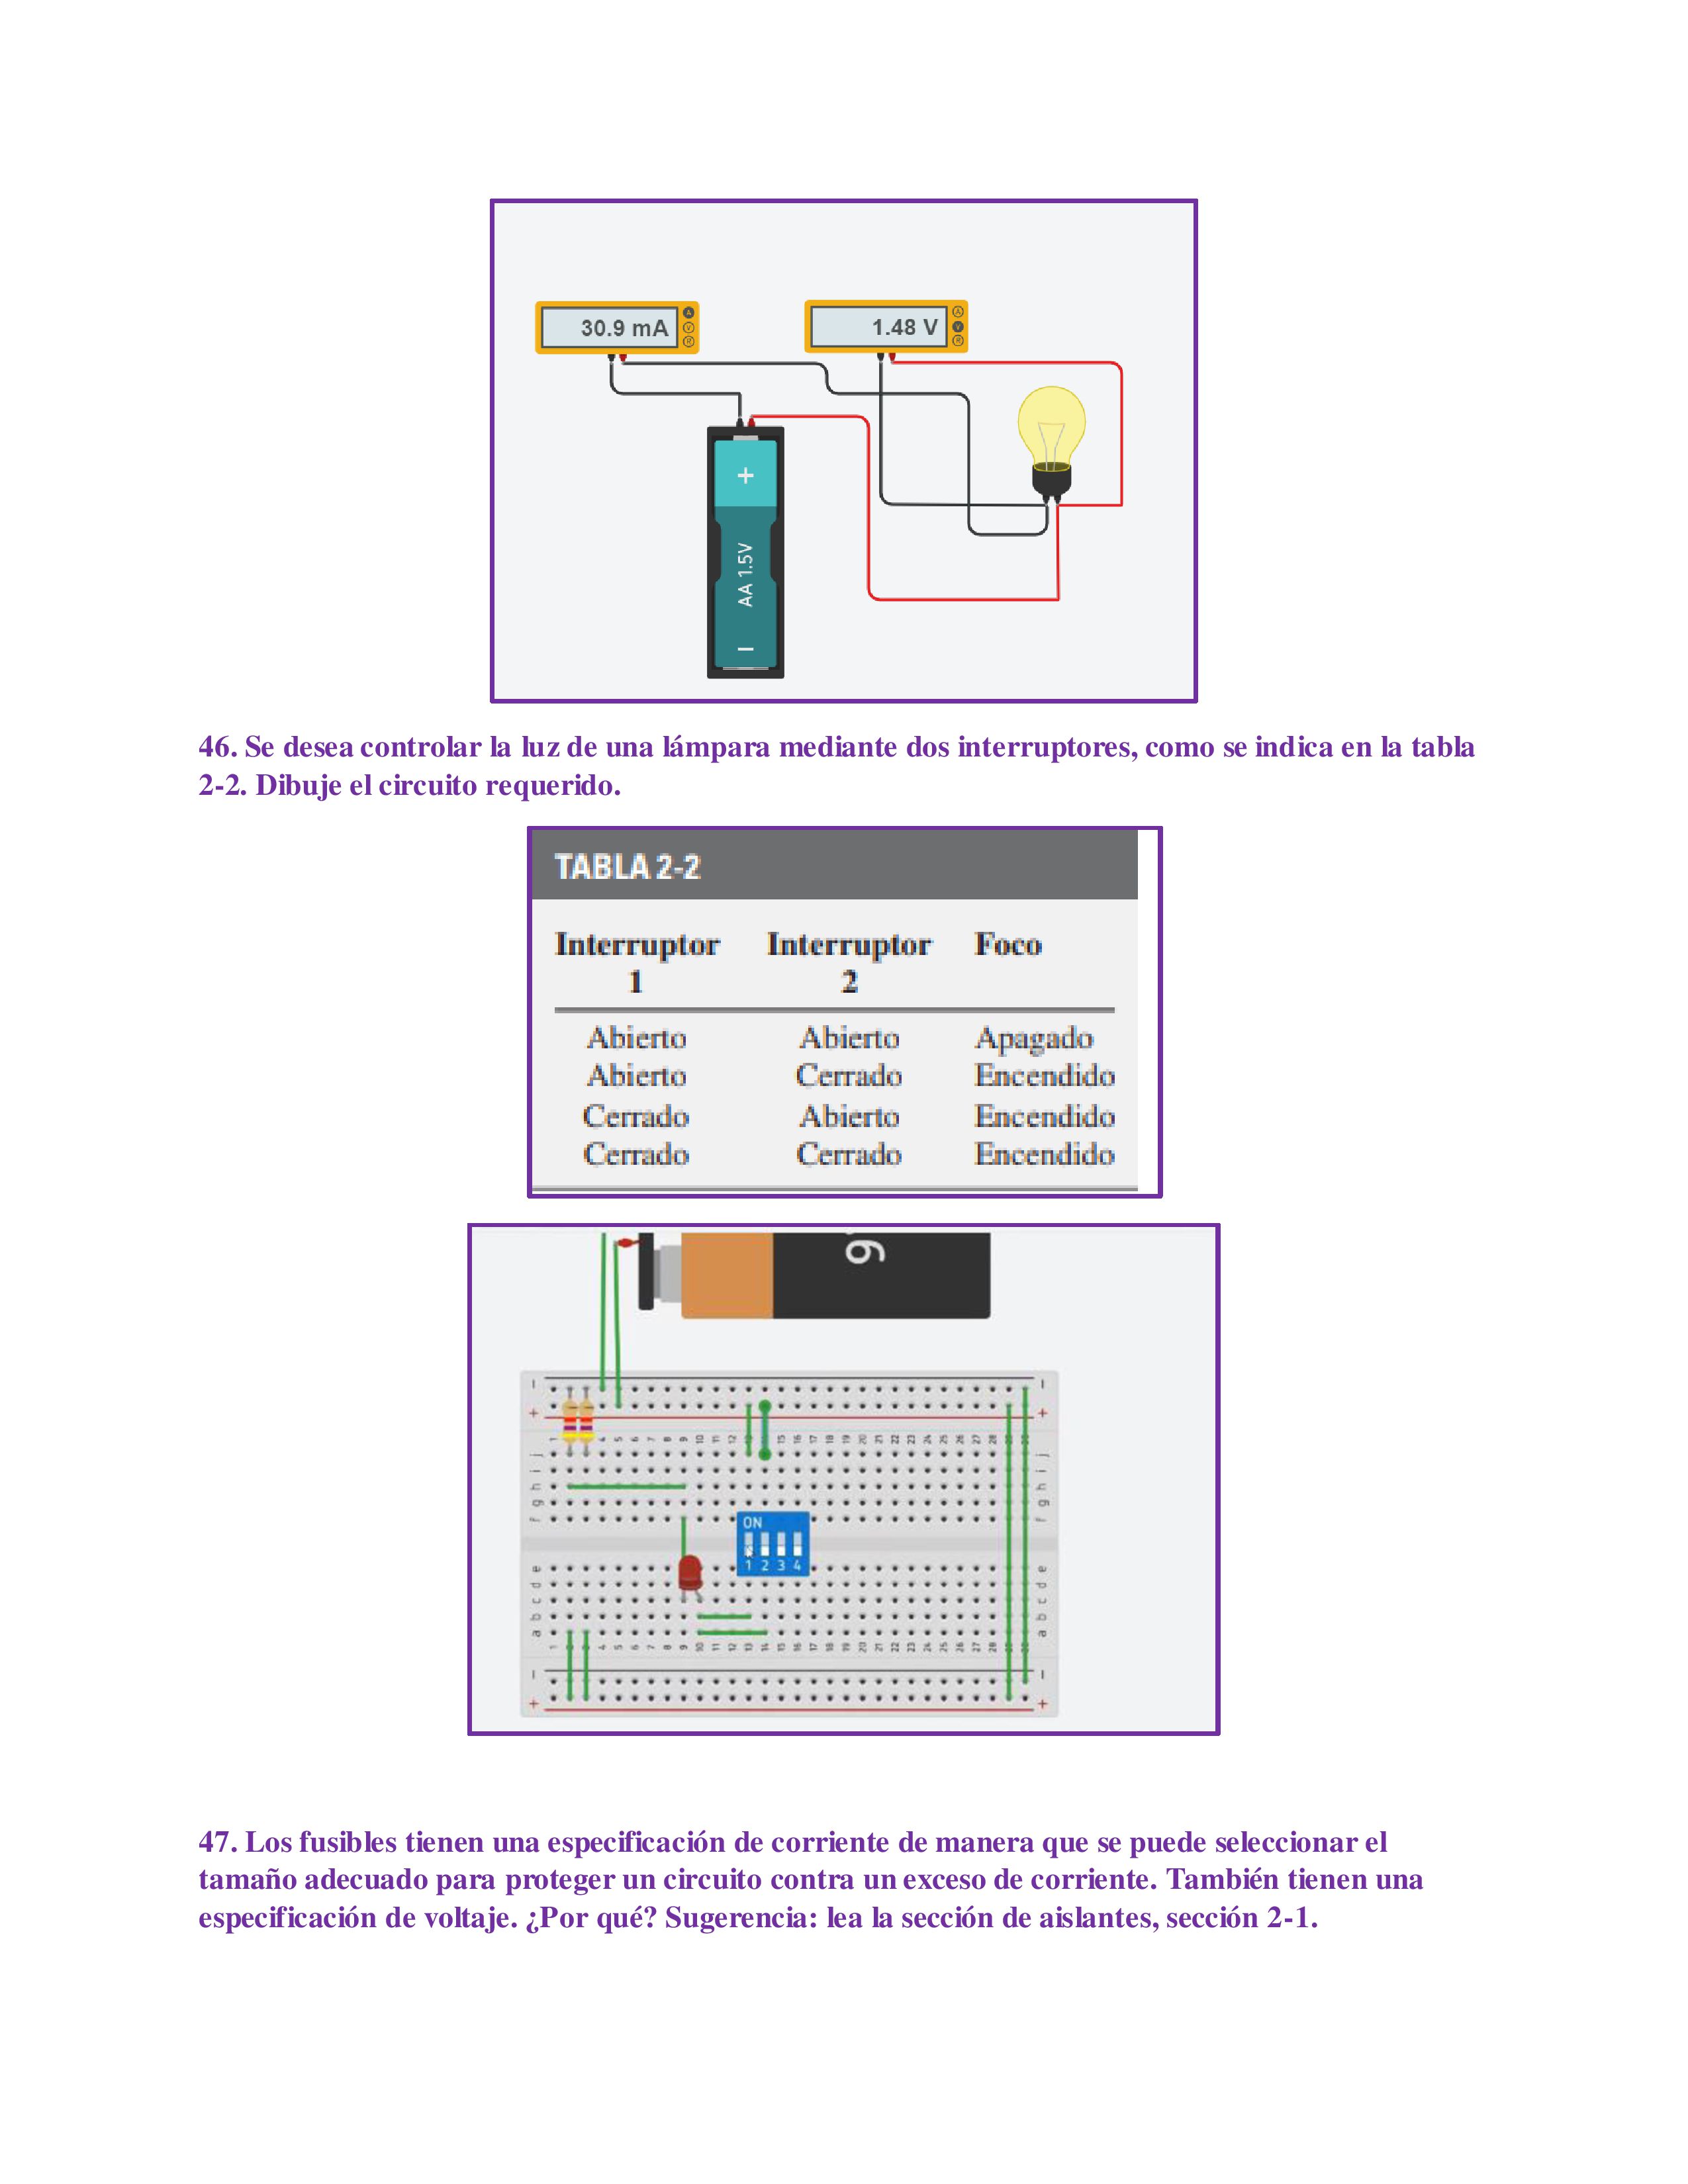 30.9 mA
A
V
R
1.48 V
A
V
R
+
AA 1.5V
−
46. Se desea controlar la luz de una lámpara mediante dos interruptores, como se indica en la tabla
2-2. Dibuje el circuito requerido.
TABLA 2-2
Interruptor 1 Interruptor 2 Foco
Abierto Abierto Apagado
Abierto Cerrado Encendido
Cerrado Abierto Encendido
Cerrado Cerrado Encendido
9
ON
1 2 3 4
47. Los fusibles tienen una especificación de corriente de manera que se puede seleccionar el
tamaño adecuado para proteger un circuito contra un exceso de corriente. También tienen una
especificación de voltaje. ¿Por qué? Sugerencia: lea la sección de aislantes, sección 2-1.